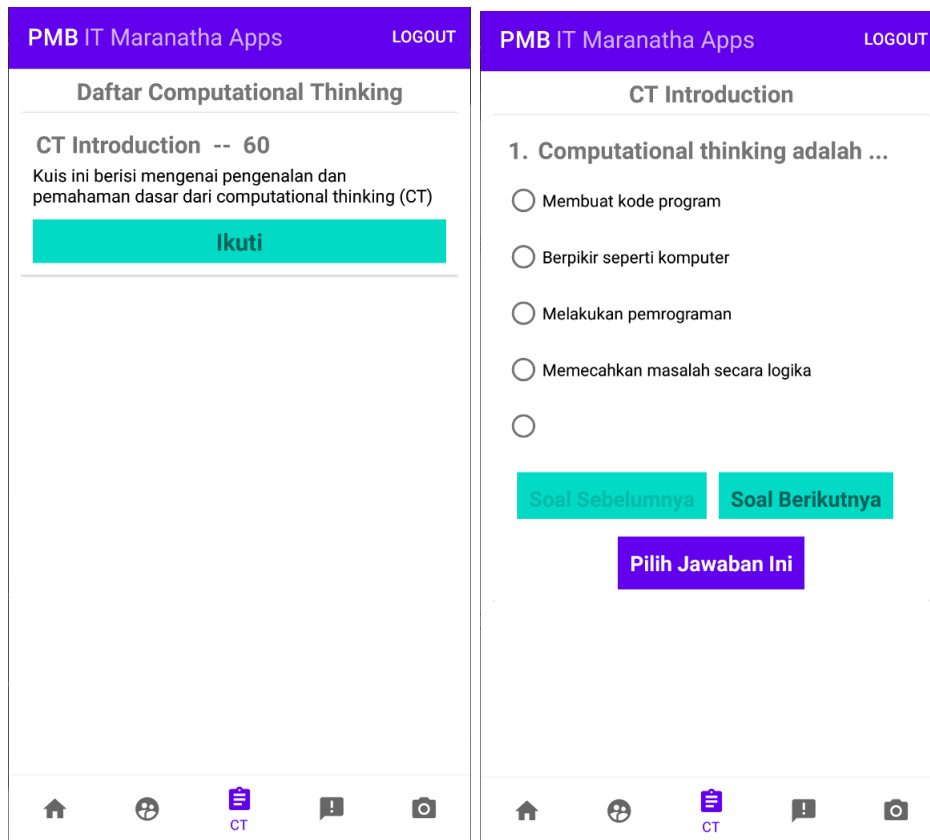 PMB IT Maranatha Apps LOGOUT
Daftar Computational Thinking
CT Introduction -- 60
Kuis ini berisi mengenai pengenalan dan
pemahaman dasar dari computational thinking (CT)
Ikuti
CT
PMB IT Maranatha Apps LOGOUT
CT Introduction
1. Computational thinking adalah ...
Membuat kode program
Berpikir seperti komputer
Melakukan pemrograman
Memecahkan masalah secara logika
Soal Sebelumnya Soal Berikutnya
Pilih Jawaban Ini
CT